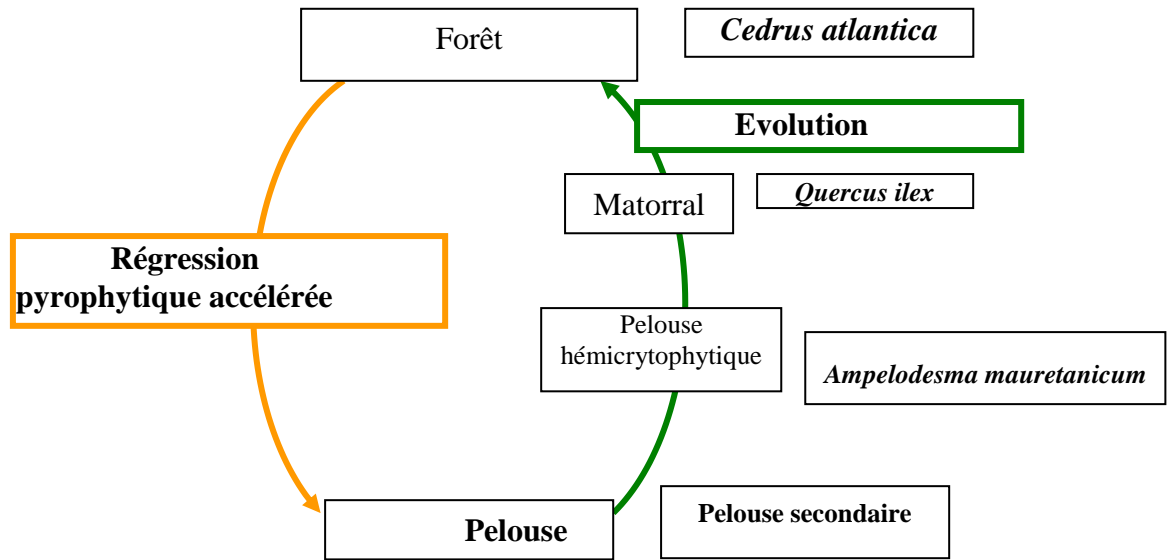 Forêt
Cedrus atlantica
Evolution
Matorral
Quercus ilex
Régression
pyrophytique accélérée
Pelouse
hémicrytophytique
Ampelodesma mauretanicum
Pelouse
Pelouse secondaire